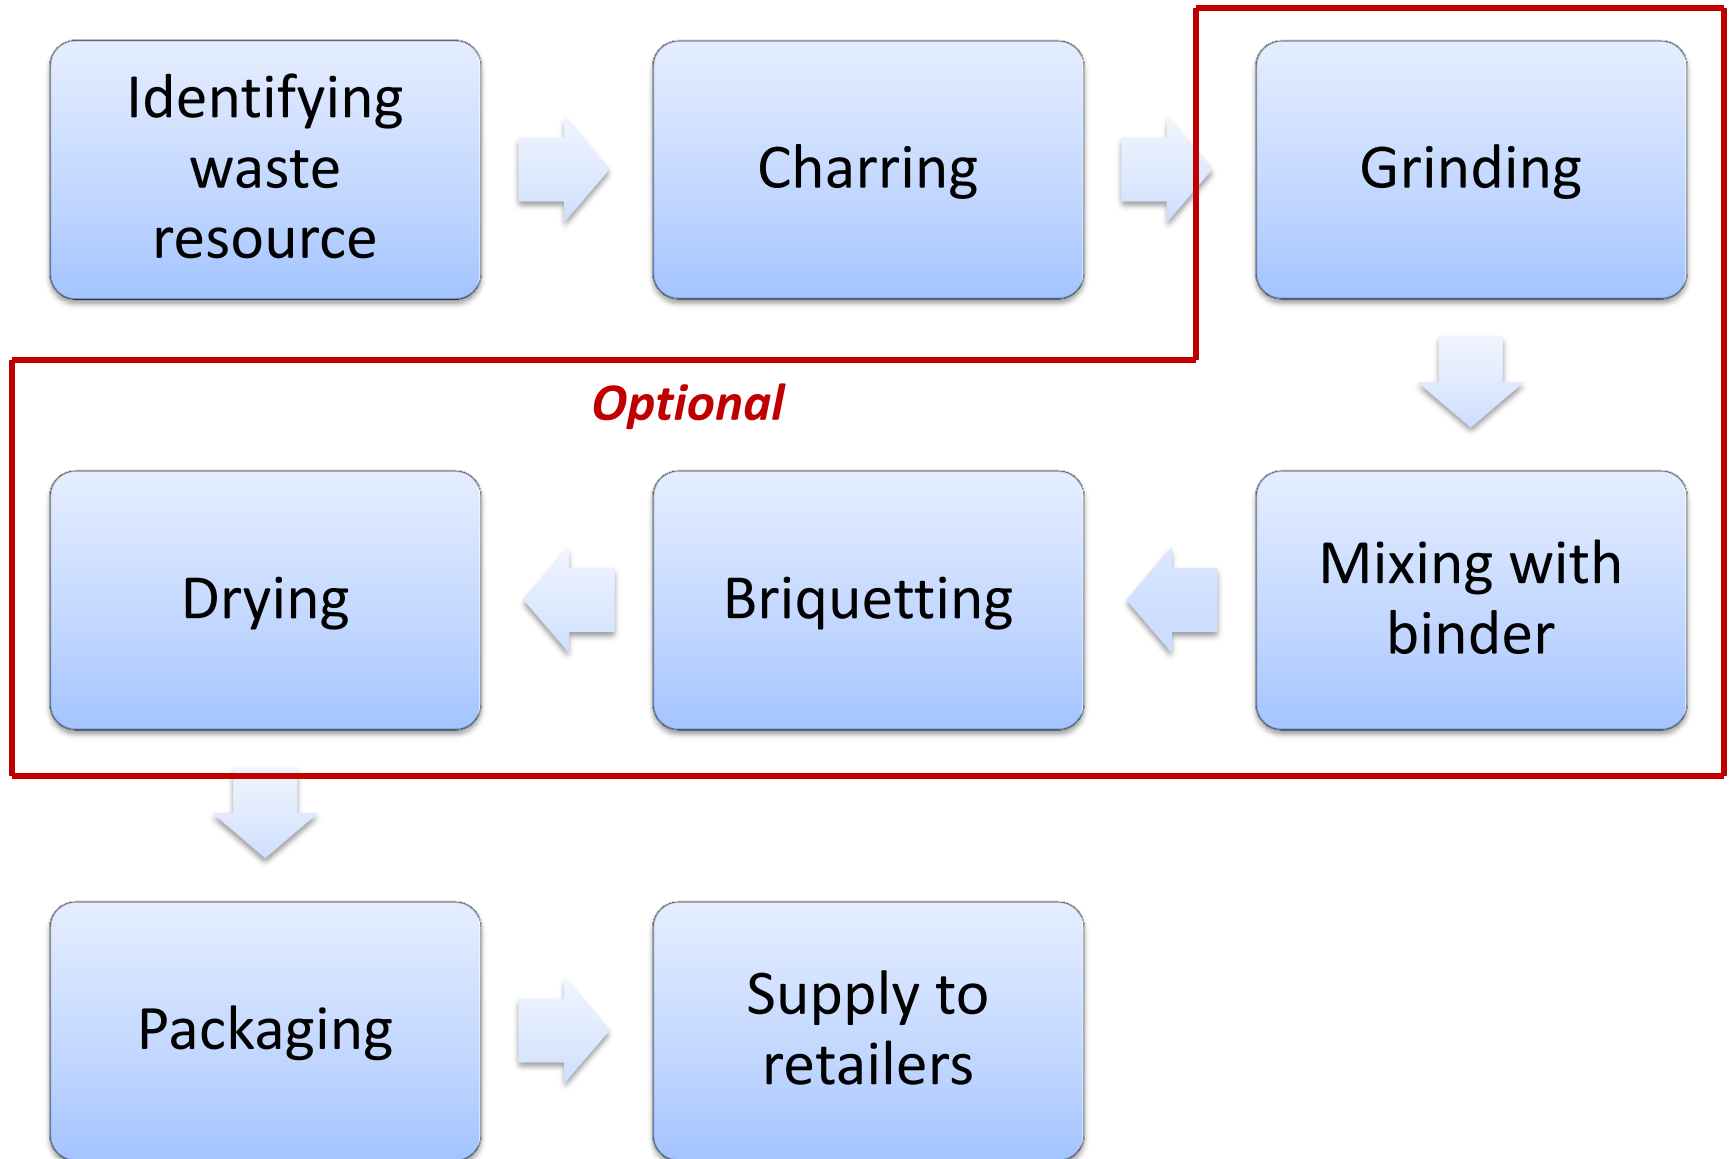 Identifying
waste
resource
Charring
Grinding
Optional
Drying
Briquetting
Mixing with
binder
Packaging
Supply to
retailers